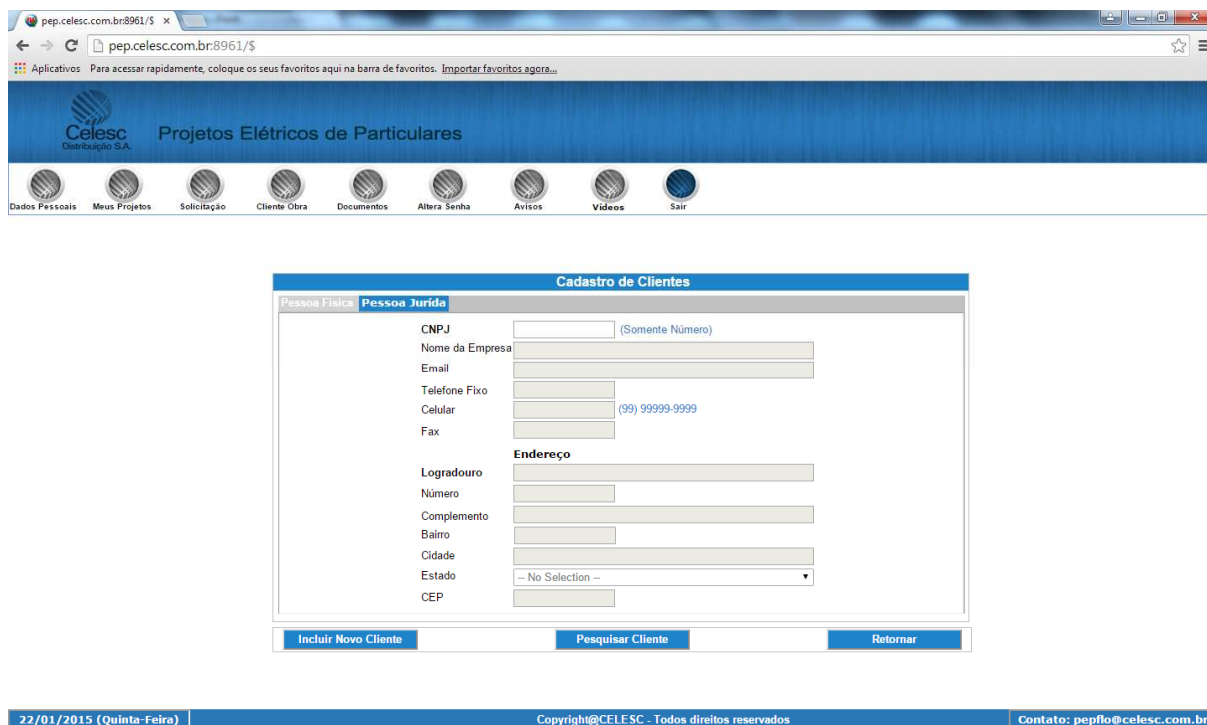 pep.celesc.com.br:8961/$
pep.celesc.com.br:8961/$
Aplicativos Para acessar rapidamente, coloque os seus favoritos aqui na barra de favoritos. Importar favoritos agora...
Celesc
Distribuição S.A.
Projetos Elétricos de Particulares
Dados Pessoais Meus Projetos Solicitação Cliente Obra Documentos Altera Senha Avisos Vídeos Sair
Cadastro de Clientes
Pessoa Física Pessoa Jurída
CNPJ (Somente Número)
Nome da Empresa
Email
Telefone Fixo
Celular (99) 99999-9999
Fax
Endereço
Logradouro
Número
Complemento
Bairro
Cidade
Estado -- No Selection --
CEP
Incluir Novo Cliente Pesquisar Cliente Retornar
22/01/2015 (Quinta-Feira) Copyright@CELESC - Todos direitos reservados Contato: pepflo@celesc.com.br